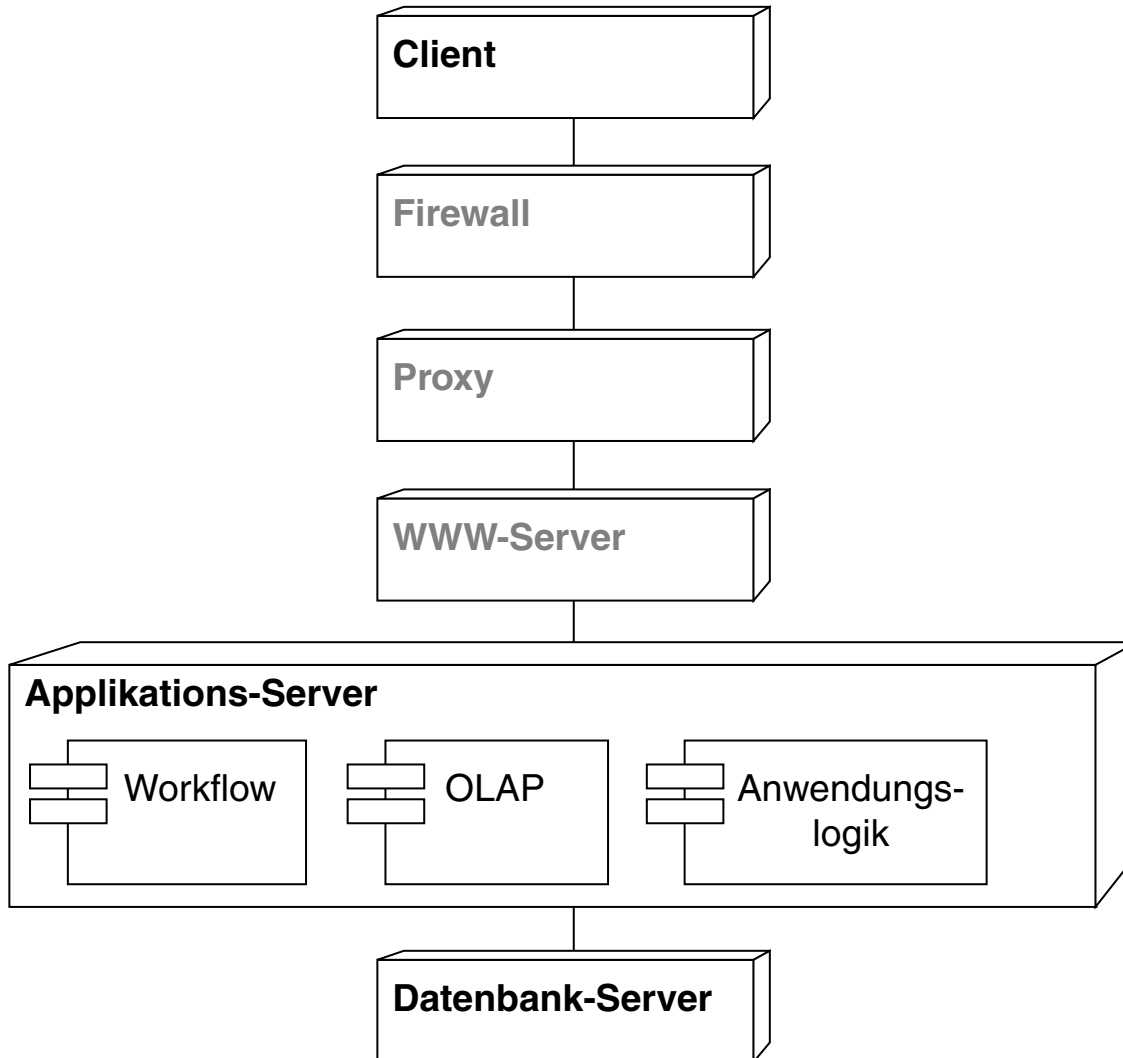 Client
Firewall
Proxy
WWW-Server
Applikations-Server
Workflow
OLAP
Anwendungs-
logik
Datenbank-Server